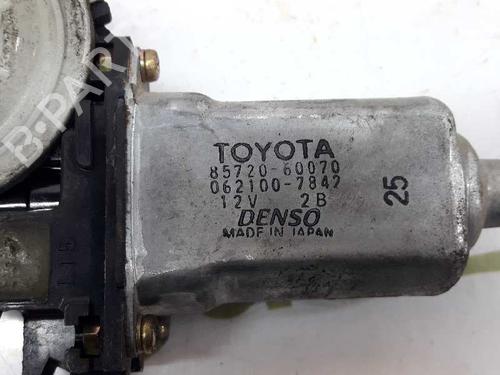 B-PARTS
TOYOTA
85720-60070
062100-7842
12V 2B
DENSO
MADE IN JAPAN
25